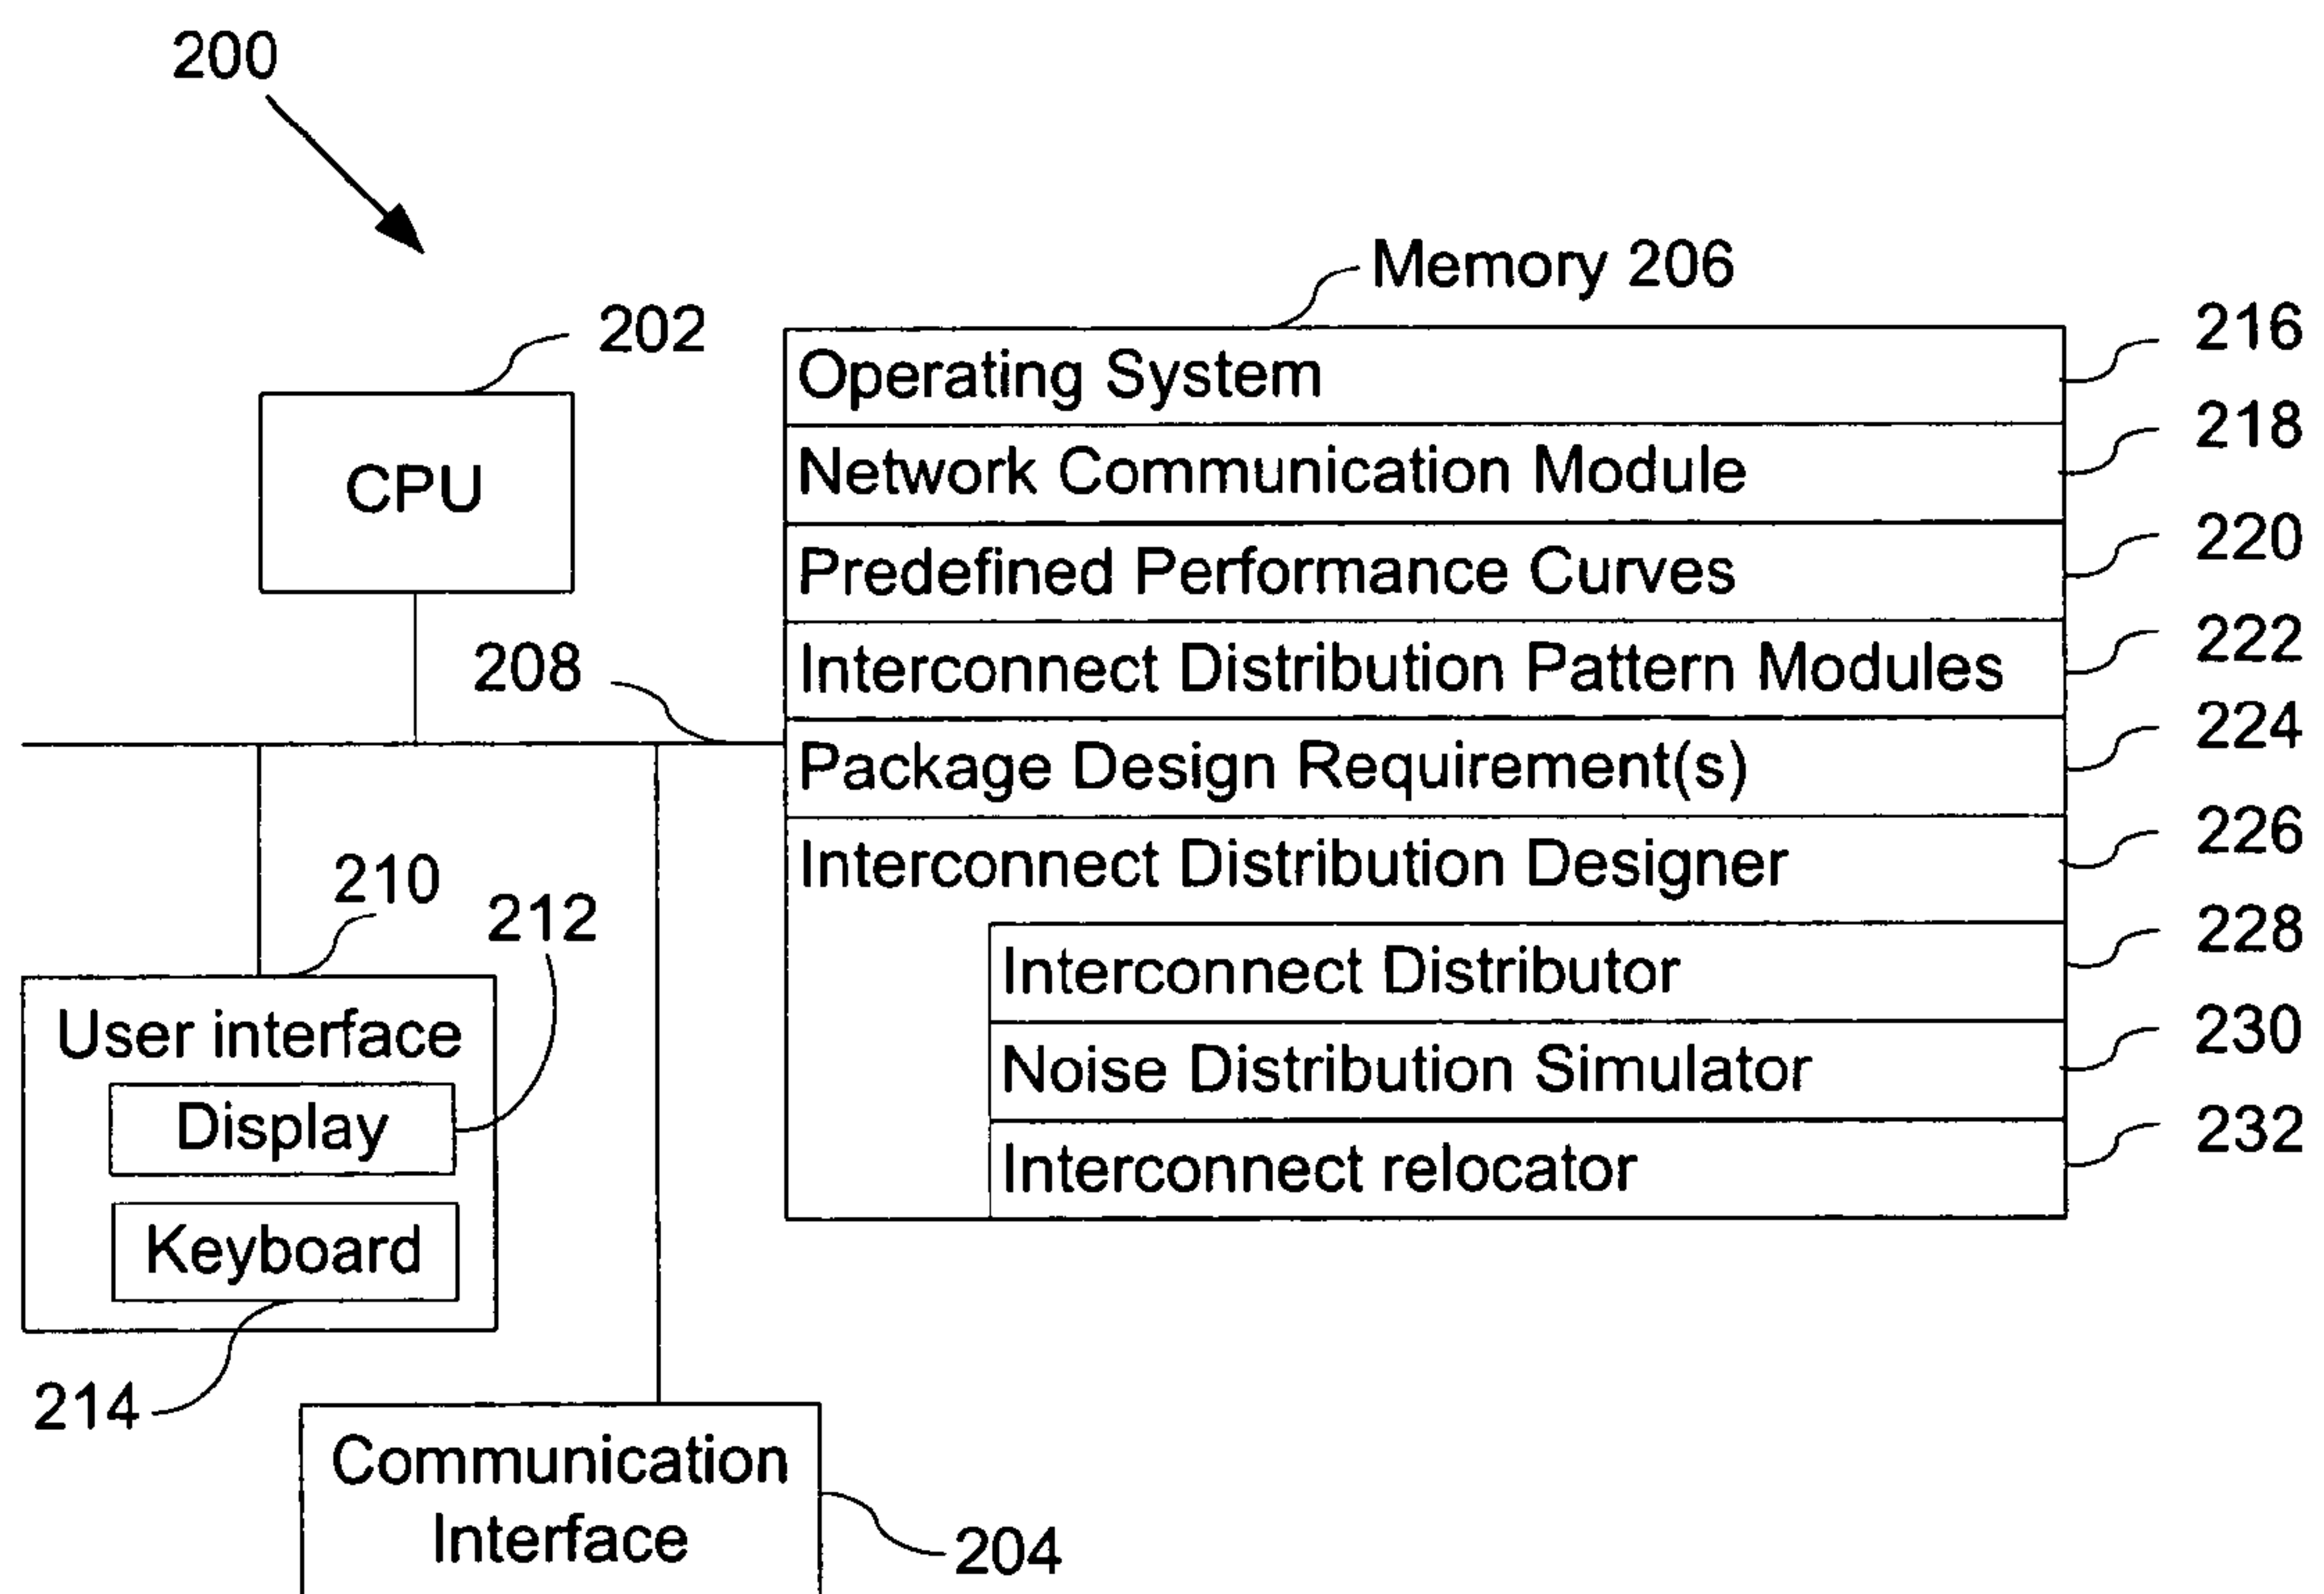 200
Memory 206
202
216
Operating System
218
CPU
Network Communication Module
220
Predefined Performance Curves
208
222
Interconnect Distribution Pattern Modules
224
Package Design Requirement(s)
226
Interconnect Distribution Designer
210
212
228
Interconnect Distributor
User interface
230
Noise Distribution Simulator
Display
232
Interconnect relocator
Keyboard
214
Communication
Interface
204